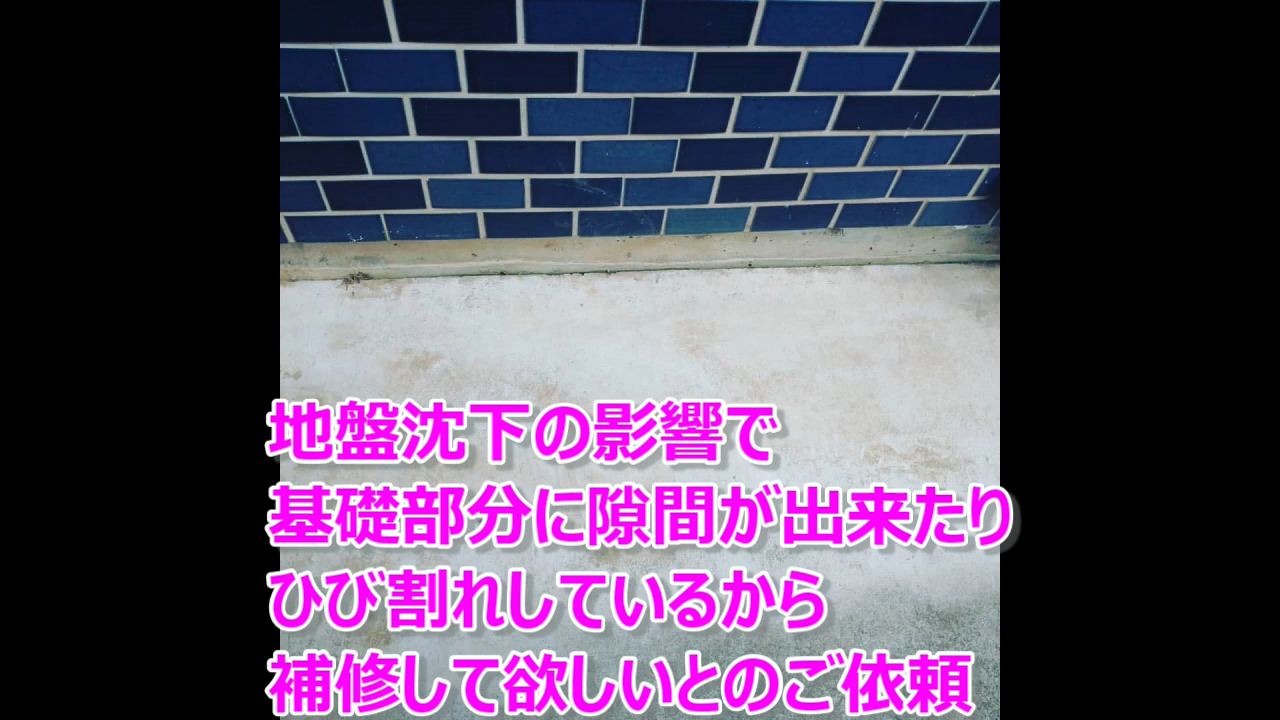 地盤沈下の影響で
基礎部分に隙間が出来たり
ひび割れしているから
補修して欲しいとのご依頼